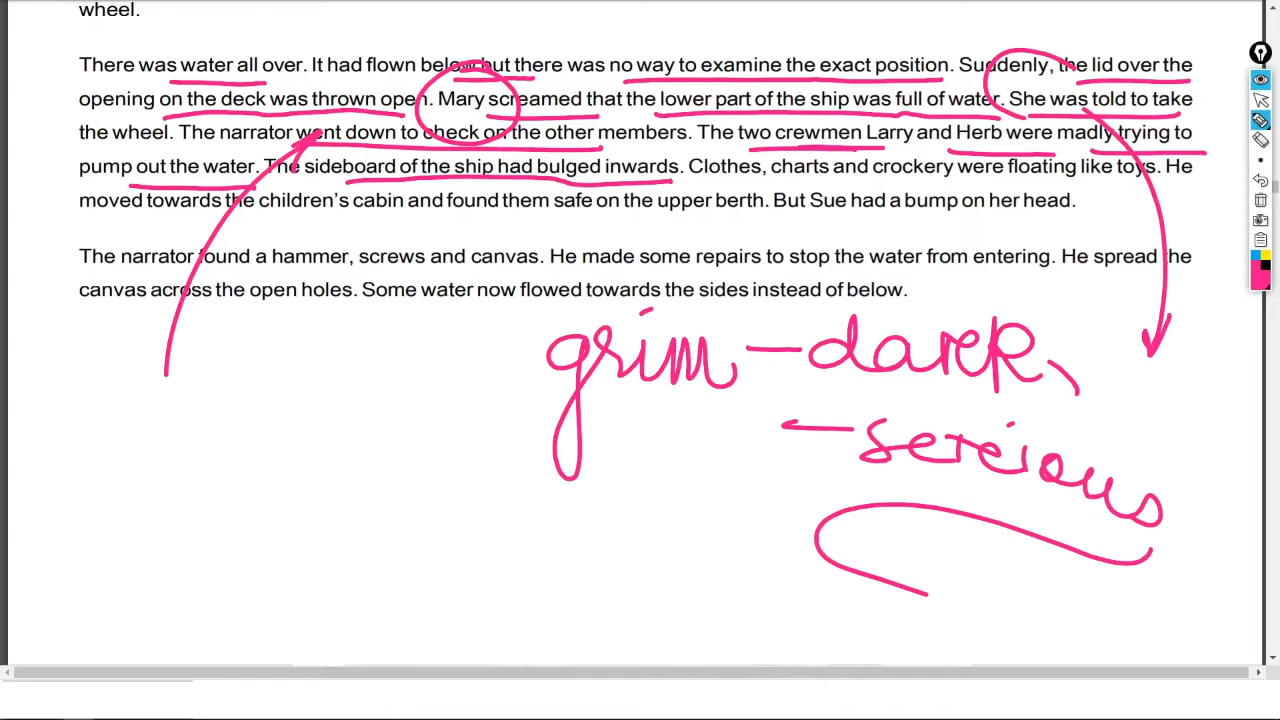 wheel.
There was water all over. It had flown below but there was no way to examine the exact position. Suddenly, the lid over the
opening on the deck was thrown open. Mary screamed that the lower part of the ship was full of water. She was told to take
the wheel. The narrator went down to check on the other members. The two crewmen Larry and Herb were madly trying to
pump out the water. The sideboard of the ship had bulged inwards. Clothes, charts and crockery were floating like toys. He
moved towards the children's cabin and found them safe on the upper berth. But Sue had a bump on her head.
The narrator found a hammer, screws and canvas. He made some repairs to stop the water from entering. He spread the
canvas across the open holes. Some water now flowed towards the sides instead of below.
grim - dark,
- serious